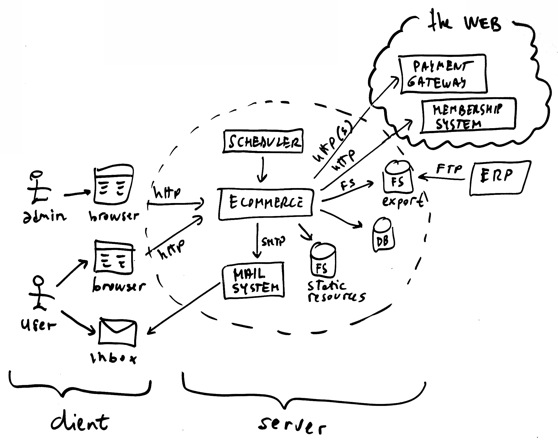 the WEB
PAYMENT
GATEWAY
MEMBERSHIP
SYSTEM
http(s)
http
SCHEDULER
FS
FS
export
FTP
ERP
admin
browser
http
ECOMMERCE
DB
http
SMTP
browser
MAIL
SYSTEM
FS
static
resources
user
inbox
client
server